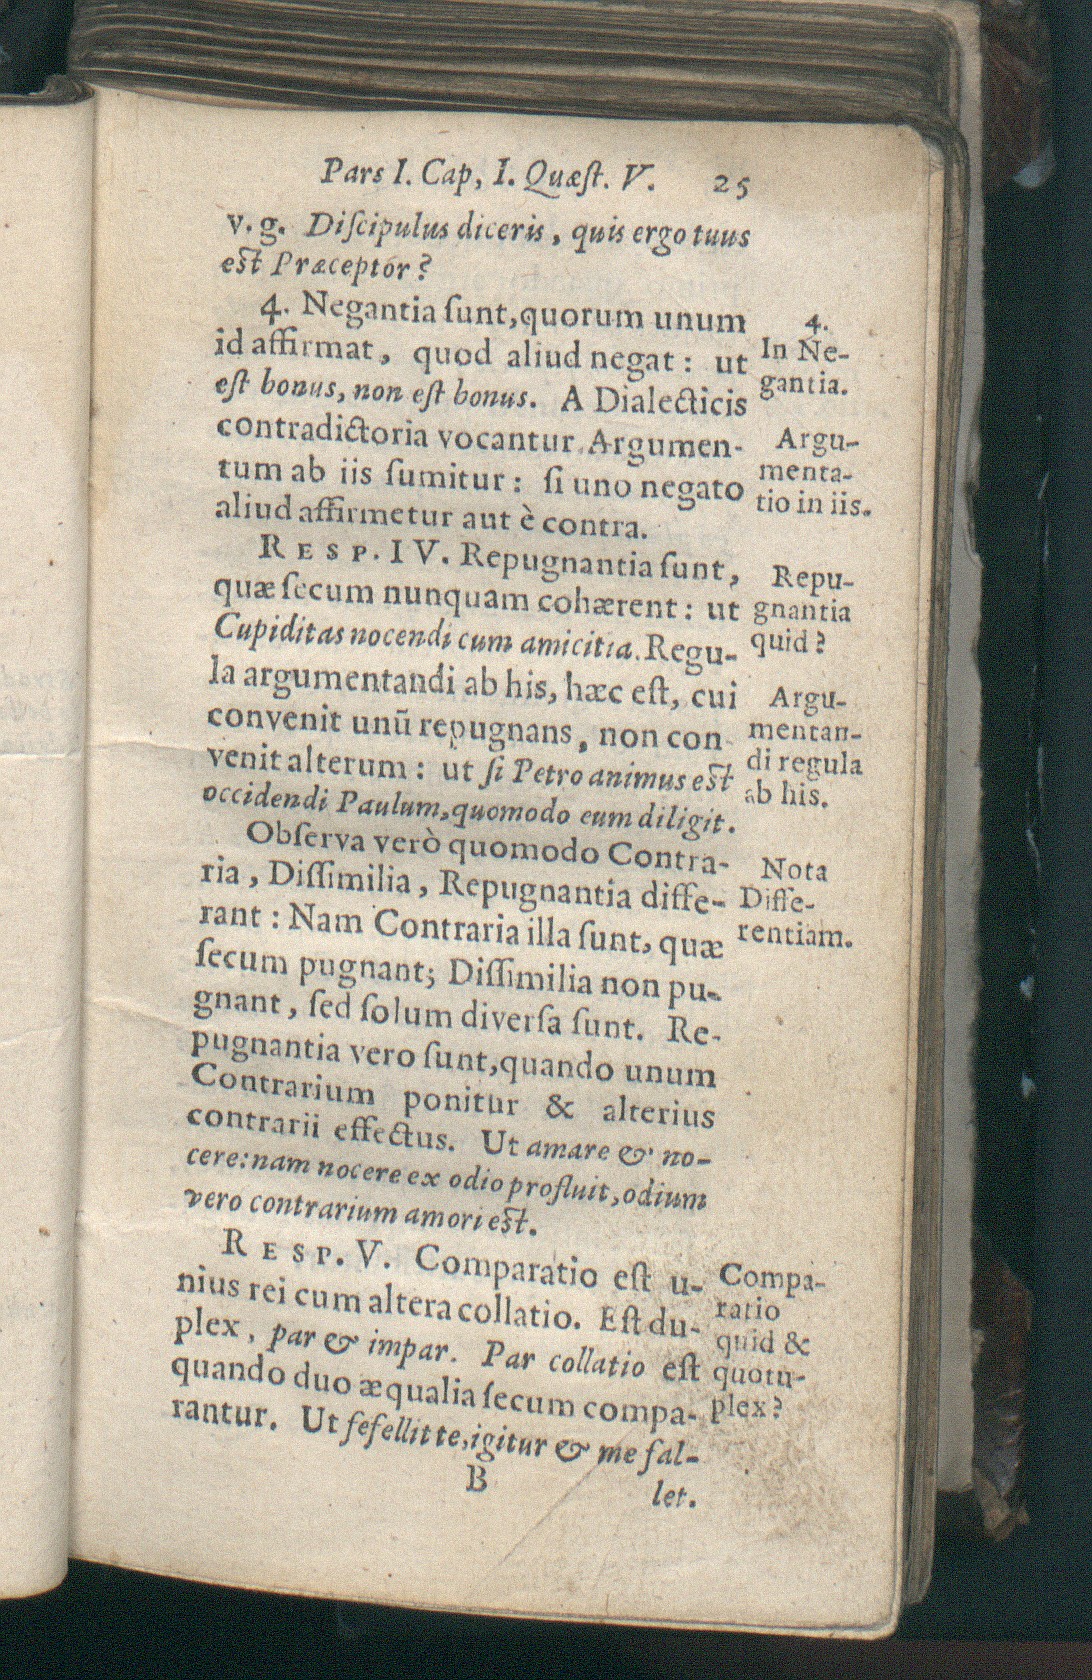 Pars I. Cap, I. Quæſt. V. 25
v. g. Diſcipulus diceris, quis ergo tuus
eſt Præceptor?
4. Negantia ſunt, quorum unum
id affirmat, quod aliud negat: ut
eſt bonus, non eſt bonus. A Dialecticis
contradictoria vocantur. Argumen-
tum ab iis ſumitur: ſi uno negato
aliud affirmetur aut è contra.
RESP. IV. Repugnantia ſunt,
quæ ſecum nunquam cohærent: ut
Cupiditas nocendi cum amicitia. Regu-
la argumentandi ab his, hæc eſt, cui
convenit unū repugnans, non con-
venit alterum: ut ſi Petro animus eſt
occidendi Paulum, quomodo eum diligit.
Obſerva verò quomodo Contra-
ria, Diſſimilia, Repugnantia diffe-
rant: Nam Contraria illa ſunt, quæ
ſecum pugnant; Diſſimilia non pu-
gnant, ſed ſolum diverſa ſunt. Re-
pugnantia vero ſunt, quando unum
Contrarium ponitur & alterius
contrarii effectus. Ut amare & no-
cere: nam nocere ex odio profluit, odium
vero contrarium amori eſt.
RESP. V. Comparatio eſt u-
nius rei cum altera collatio. Eſt du-
plex, par & impar. Par collatio eſt
quando duo æqualia ſecum compa-
rantur. Ut fefellit te, igitur & me fal-
B
let.
4.
In Ne-
gantia.
Argu-
menta-
tio in iis.
Repu-
gnantia
quid?
Argu-
mentan-
di regula
ab his.
Nota
Diffe-
rentiam.
Compa-
ratio
quid &
quotu-
plex?